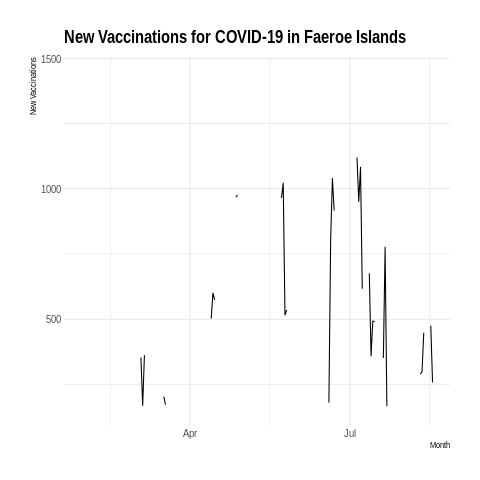 New Vaccinations for COVID-19 in Faeroe Islands
New Vaccinations
1500
1000
500
Apr
Jul
Month